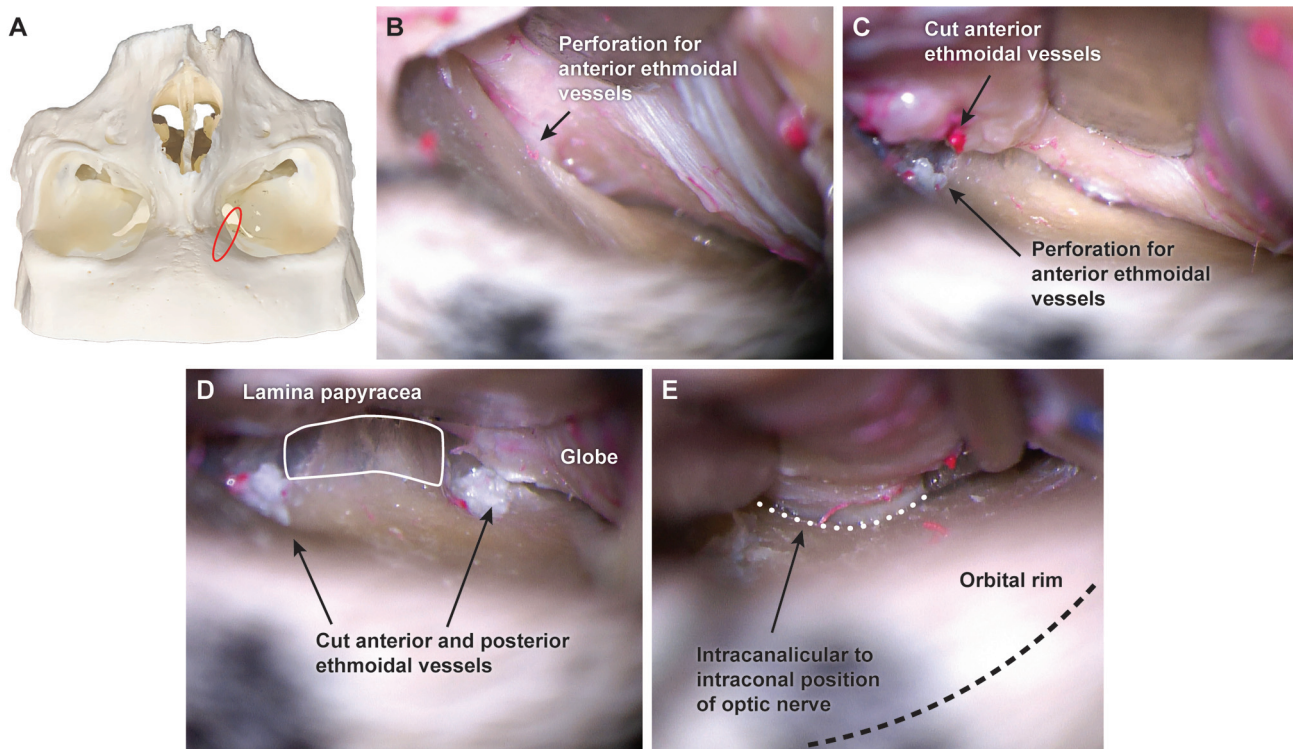 A
B
Perforation for
anterior ethmoidal
vessels
C
Cut anterior
ethmoidal vessels
Perforation for
anterior ethmoidal
vessels
D
Lamina papyracea
Globe
Cut anterior and posterior
ethmoidal vessels
E
Orbital rim
Intracanalicular to
intraconal position
of optic nerve